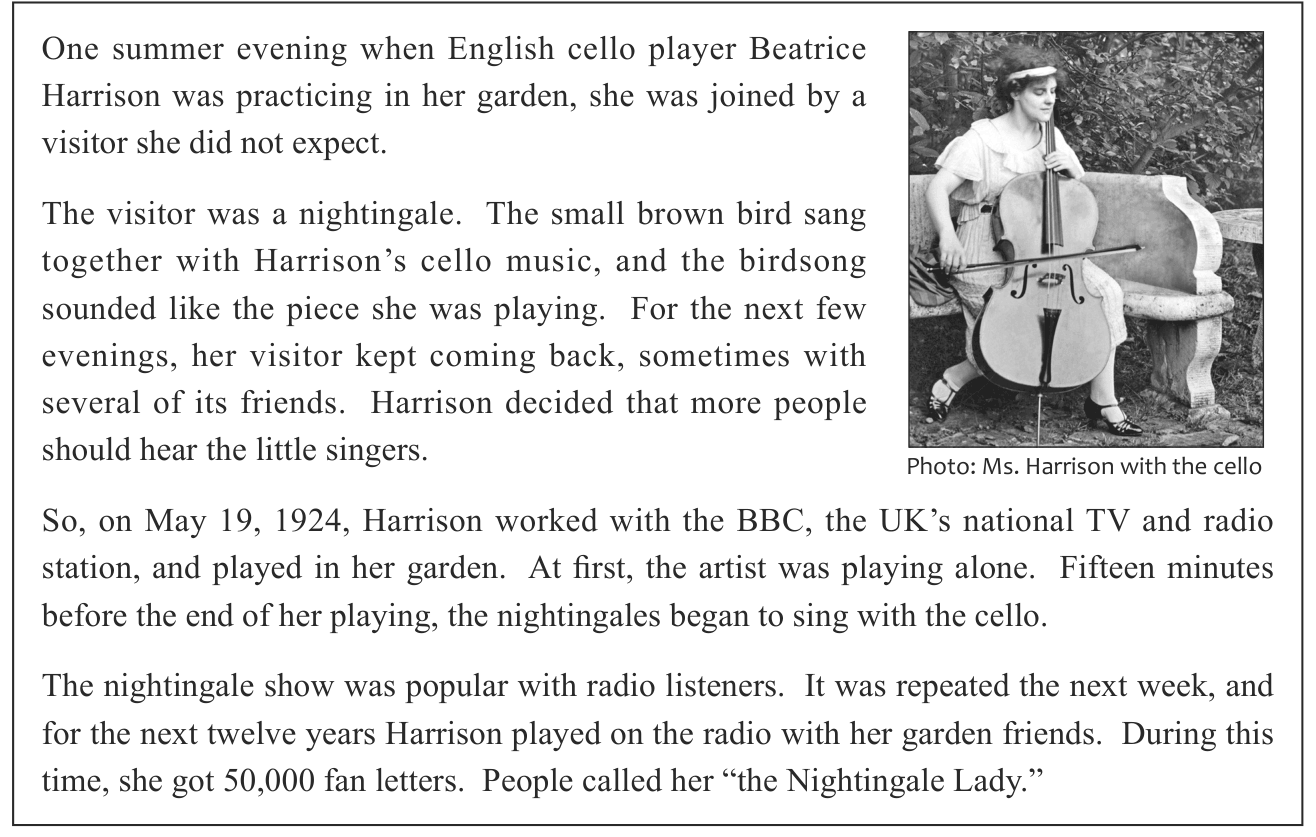 One summer evening when English cello player Beatrice
Harrison was practicing in her garden, she was joined by a
visitor she did not expect.
The visitor was a nightingale. The small brown bird sang
together with Harrison's cello music, and the birdsong
sounded like the piece she was playing. For the next few
evenings, her visitor kept coming back, sometimes with
several of its friends. Harrison decided that more people
should hear the little singers.
Photo: Ms. Harrison with the cello
So, on May 19, 1924, Harrison worked with the BBC, the UK's national TV and radio
station, and played in her garden. At first, the artist was playing alone. Fifteen minutes
before the end of her playing, the nightingales began to sing with the cello.
The nightingale show was popular with radio listeners. It was repeated the next week, and
for the next twelve years Harrison played on the radio with her garden friends. During this
time, she got 50,000 fan letters. People called her “the Nightingale Lady.”